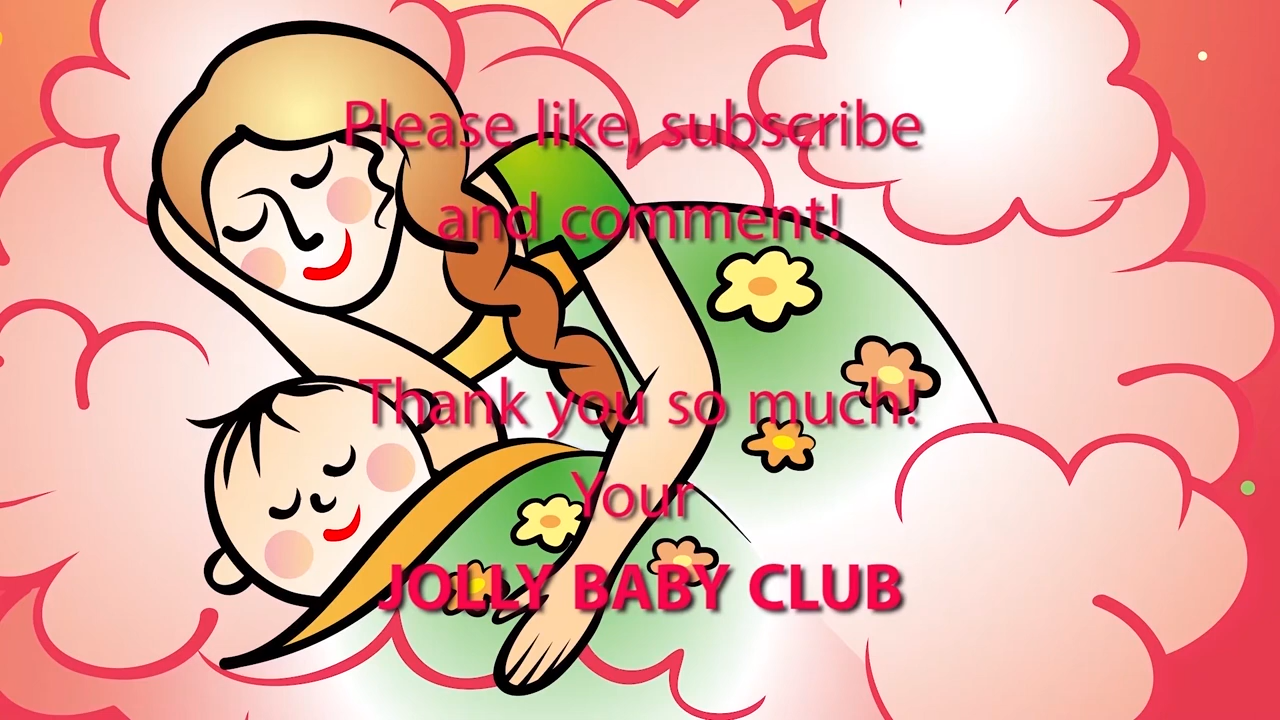 Please like, subscribe
and comment!
Thank you so much!
Your
JOLLY BABY CLUB